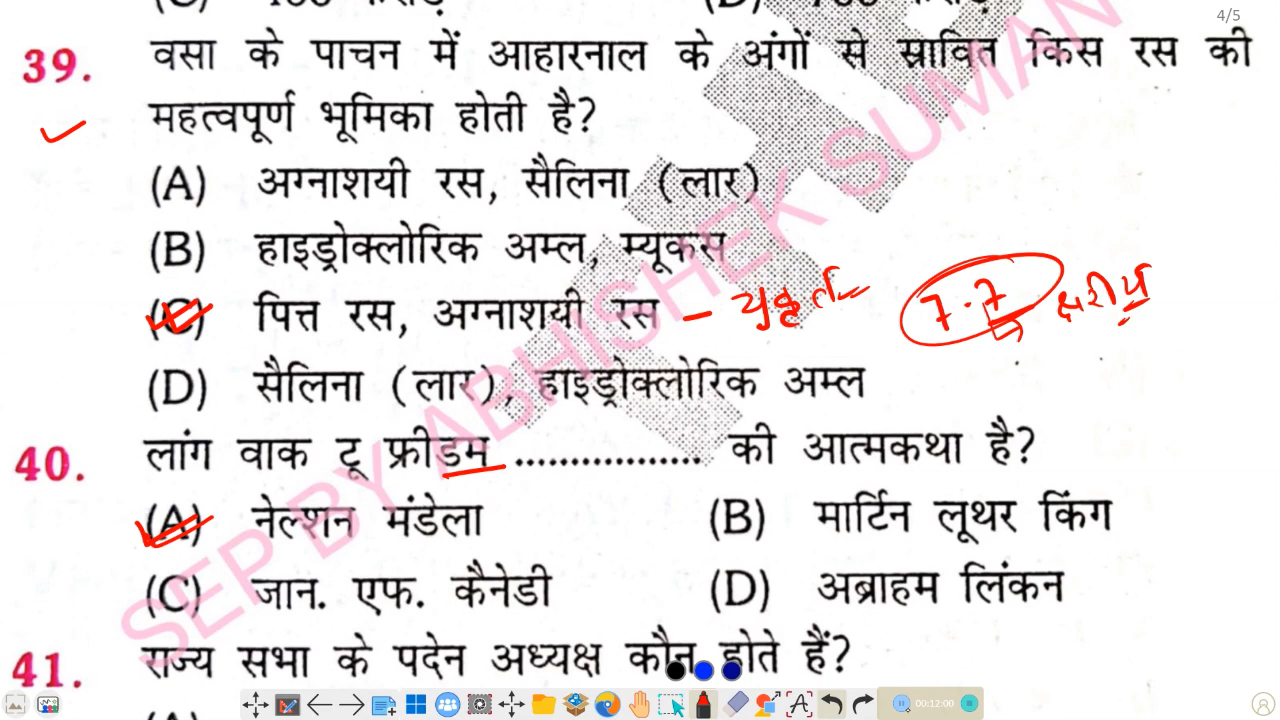 4/5
39. वसा के पाचन में आहारनाल के अंगों से स्रावित किस रस की
महत्वपूर्ण भूमिका होती है?
(A) अग्नाशयी रस, सैलिना (लार)
(B) हाइड्रोक्लोरिक अम्ल, म्यूकस
(C) पित्त रस, अग्नाशयी रस - यकृत 7.7 क्षारीय
(D) सैलिना (लार), हाइड्रोक्लोरिक अम्ल
40. लांग वाक टू फ्रीडम .................. की आत्मकथा है?
(A) नेल्शन मंडेला (B) मार्टिन लूथर किंग
(C) जान. एफ. कैनेडी (D) अब्राहम लिंकन
41. राज्य सभा के पदेन अध्यक्ष कौन होते हैं?
SEP BY ABHISHEK SUMAN
00:12:00